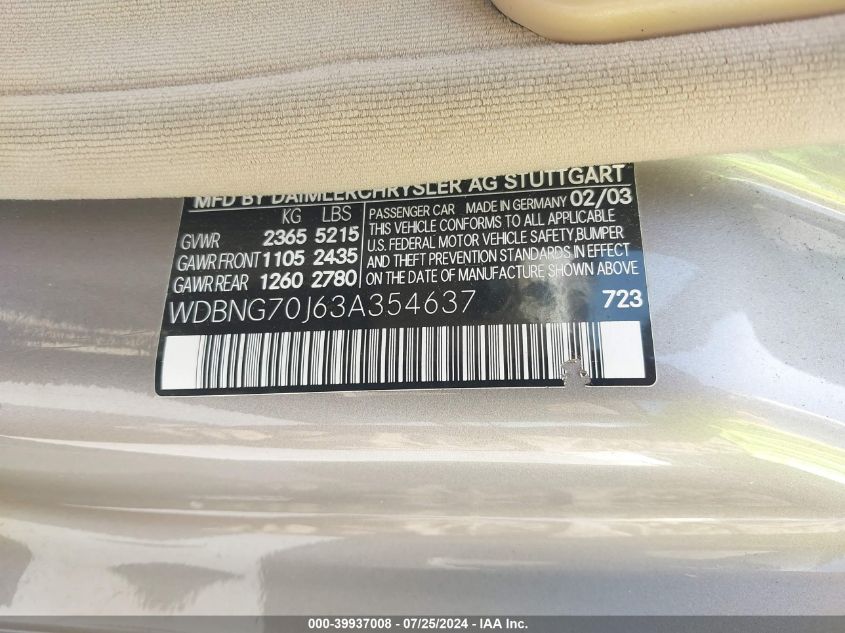 MFD BY DAIMLERCHRYSLER AG STUTTGART
KG LBS
GVWR 2365 5215
GAWR FRONT 1105 2435
GAWR REAR 1260 2780
PASSENGER CAR MADE IN GERMANY 02/03
THIS VEHICLE CONFORMS TO ALL APPLICABLE
U.S. FEDERAL MOTOR VEHICLE SAFETY,BUMPER
AND THEFT PREVENTION STANDARDS IN EFFECT
ON THE DATE OF MANUFACTURE SHOWN ABOVE
WDBNG70J63A354637 723
000-39937008 - 07/25/2024 - IAA Inc.